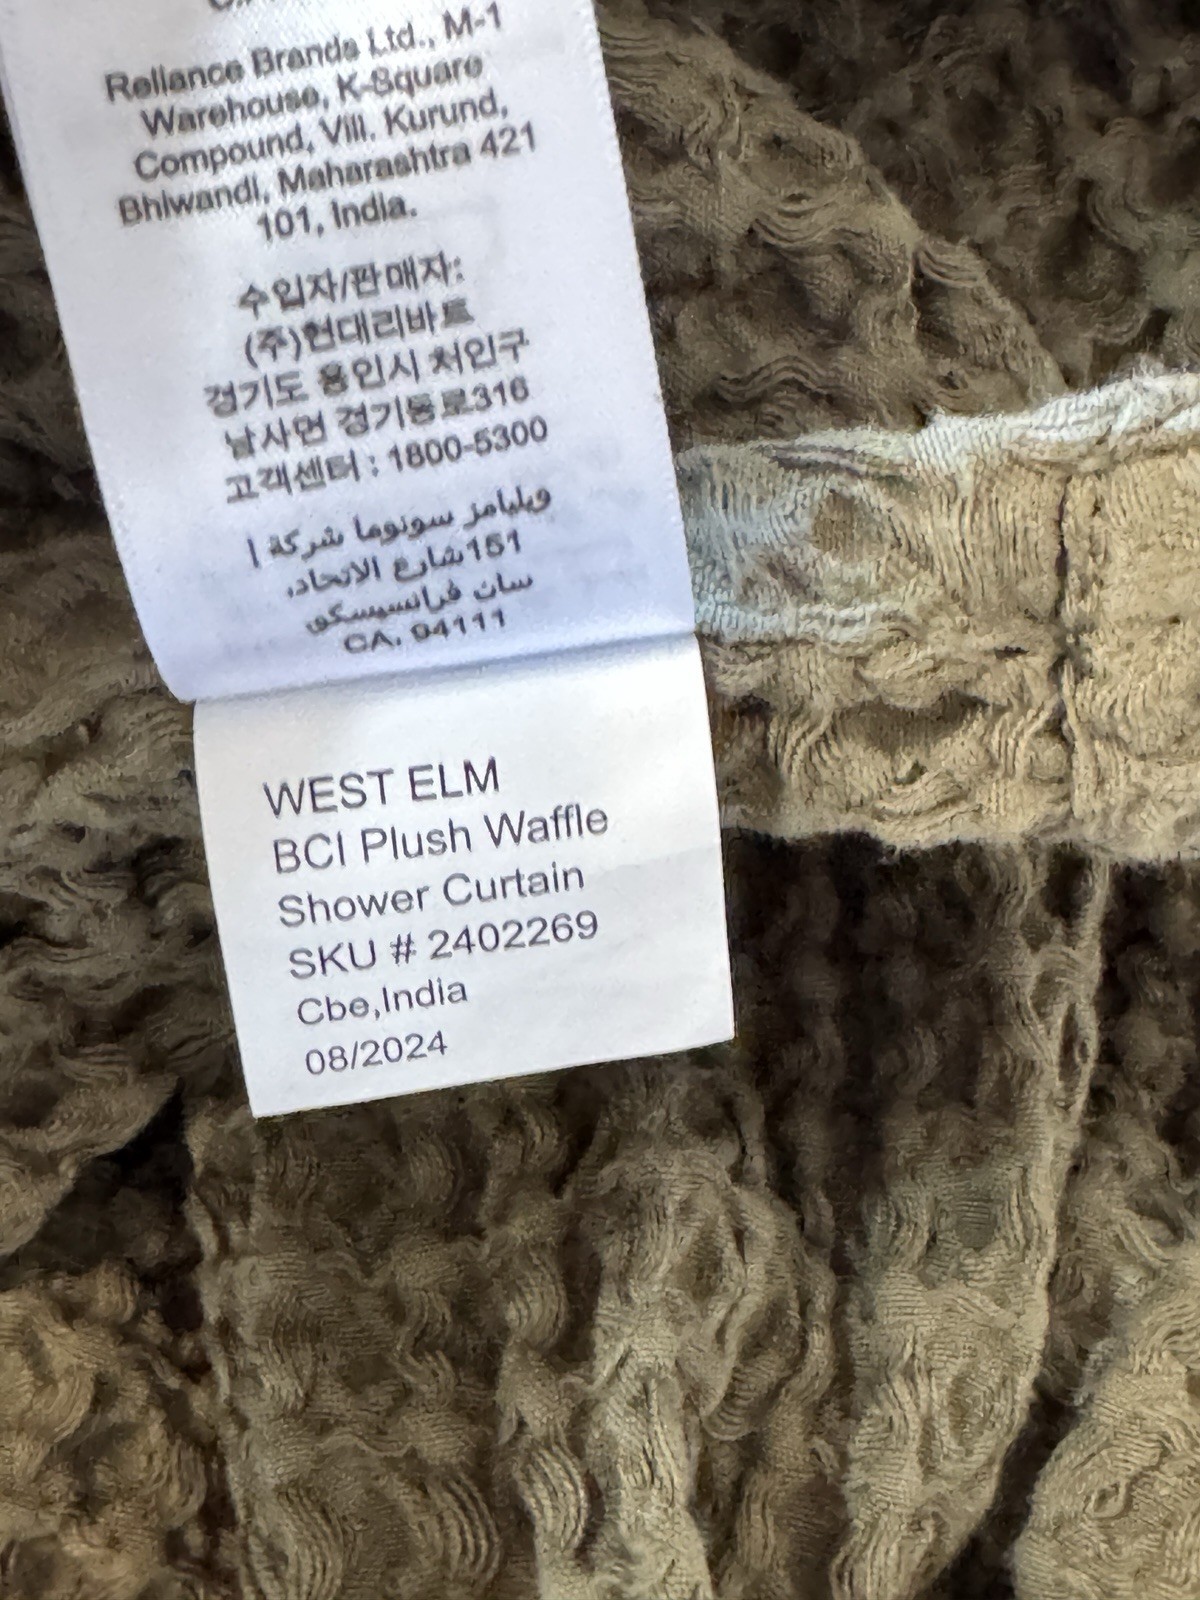 Reliance Brands Ltd., M-1
Warehouse, K-Square
Compound, Vill. Kurund,
Bhiwandi, Maharashtra 421
101, India.
수입자/판매자:
(주)현대리바트
경기도 용인시 처인구
남사면 경기동로316
고객센터 : 1800-5300
ويليامز سونوما شركة |
151شارع الاتحاد,
سان فرانسيسكو
CA. 94111
WEST ELM
BCI Plush Waffle
Shower Curtain
SKU # 2402269
Cbe,India
08/2024